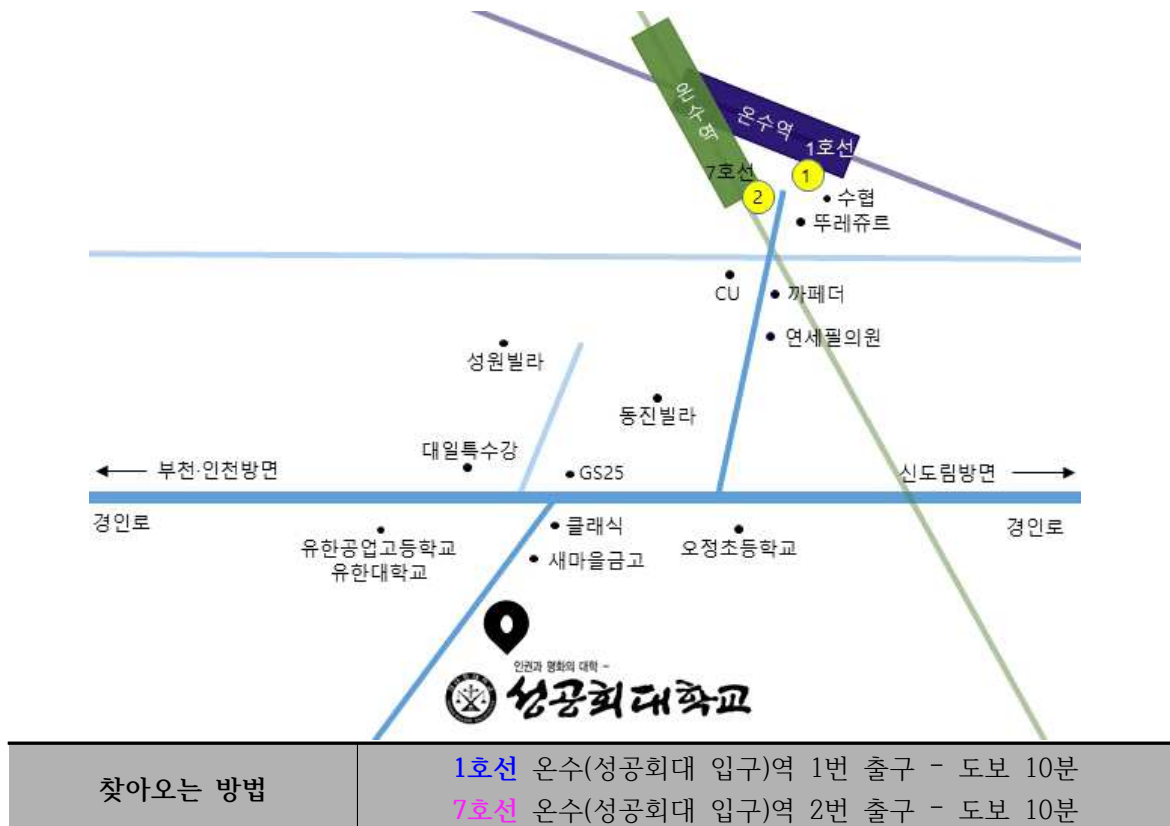 온수역
온수역
1호선
7호선
1
2
수협
뚜레쥬르
CU
까페더
연세필의원
성원빌라
동진빌라
대일특수강
부천·인천방면
GS25
신도림방면
경인로
클래식
경인로
유한공업고등학교
유한대학교
새마을금고
오정초등학교
인권과 평화의 대학 -
성공회대학교
찾아오는 방법
1호선 온수(성공회대 입구)역 1번 출구 - 도보 10분
7호선 온수(성공회대 입구)역 2번 출구 - 도보 10분